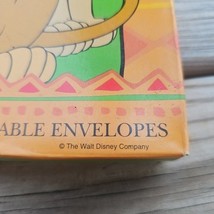 ABLE ENVELOPES
© The Walt Disney Company